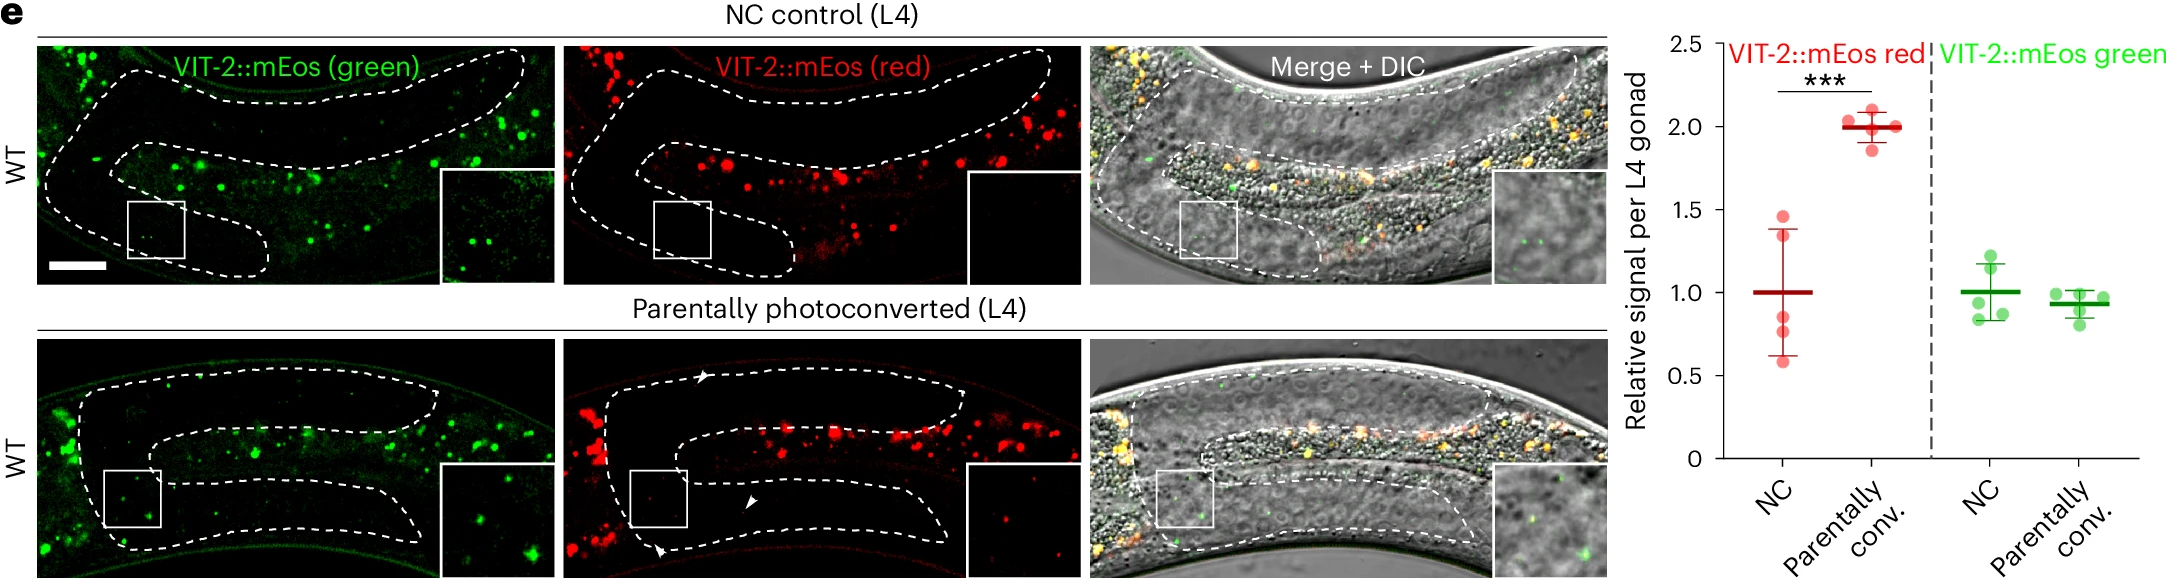 e
NC control (L4)
WT
VIT-2::mEos (green)
VIT-2::mEos (red)
Merge + DIC
Parentally photoconverted (L4)
WT
Relative signal per L4 gonad
2.5
2.0
1.5
1.0
0.5
0
VIT-2::mEos red
VIT-2::mEos green
***
NC
Parentally
conv.
NC
Parentally
conv.